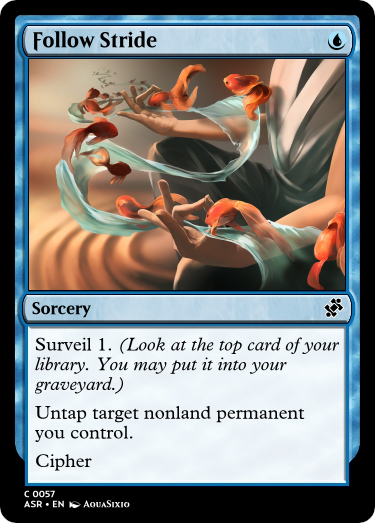 Follow Stride
Sorcery
Surveil 1. (Look at the top card of your
library. You may put it into your
graveyard.)
Untap target nonland permanent
you control.
Cipher
C 0057
ASR • EN AquaSixio